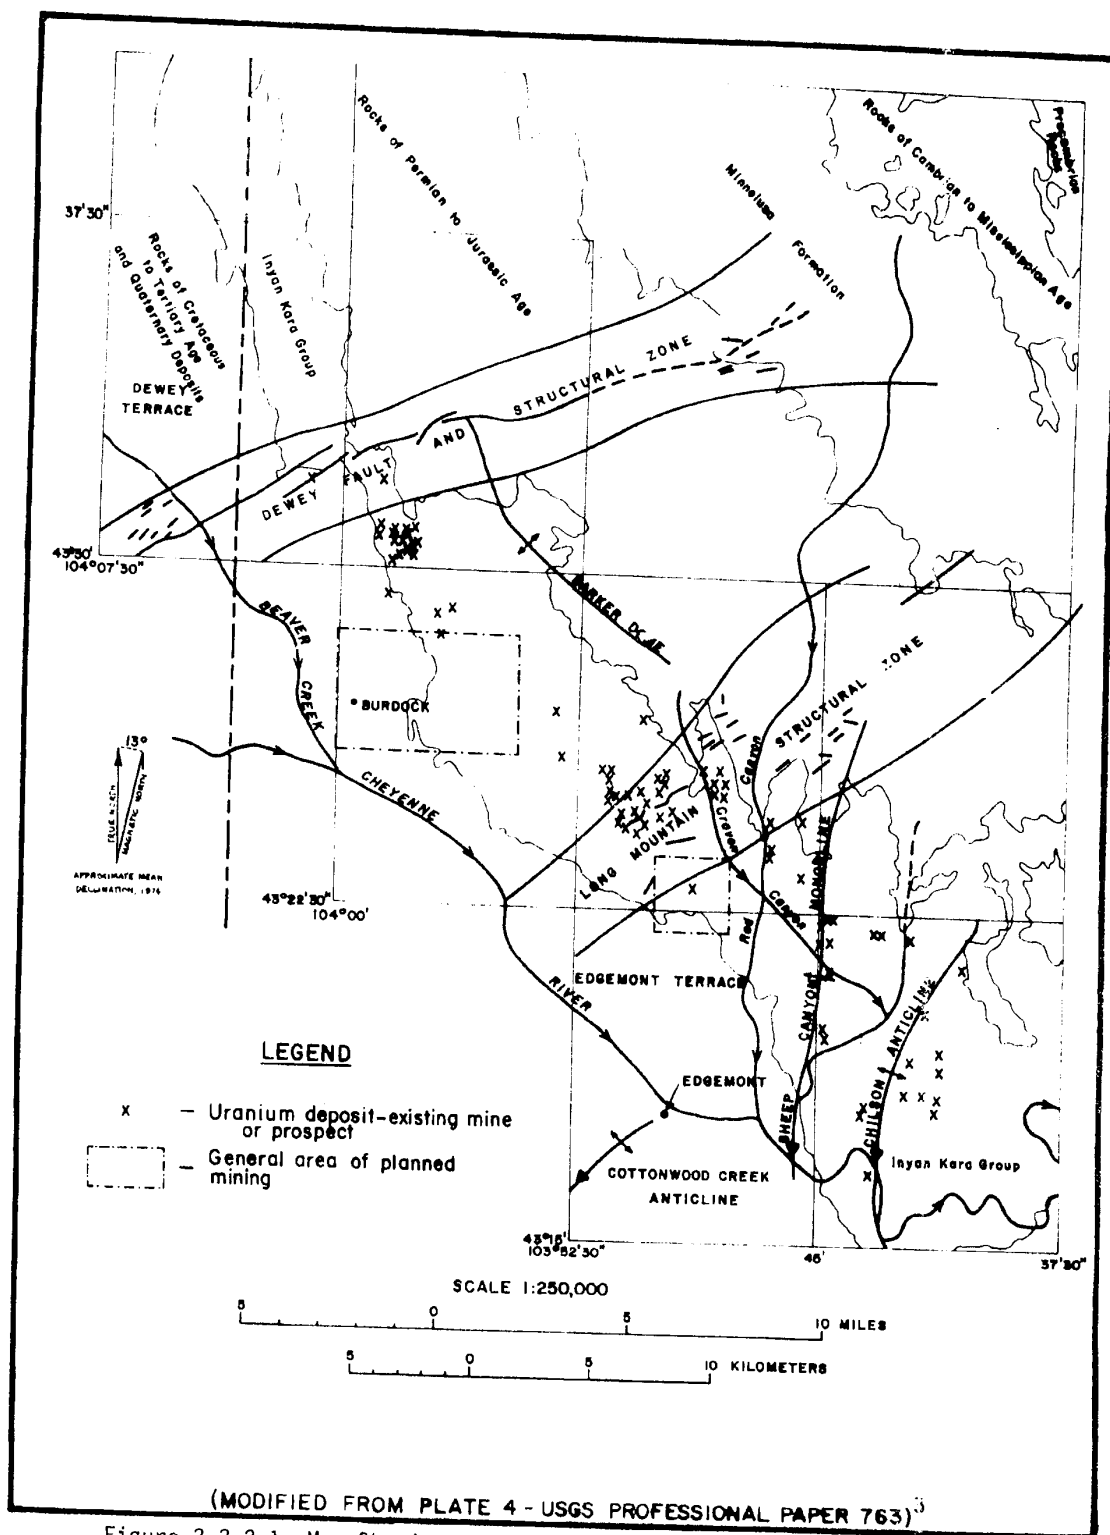 37'30"
Rocks of Cretaceous
to Tertiary Age
and Quaternary Deposits
Inyan Kara Group
Rocks of Permian to Jurassic Age
Minnelusa
Formation
Rocks of Cambrian to Mississippian Age
Precambrian
Rocks
DEWEY
TERRACE
DEWEY FAULT AND STRUCTURAL ZONE
43°30'
104°07'30"
BEAVER CREEK
BARKER
BURDOCK
CHEYENNE
RIVER
13°
TRUE NORTH
MAGNETIC NORTH
APPROXIMATE MEAN
DECLINATION, 1976
43°22'30"
104°00'
LONG MOUNTAIN STRUCTURAL ZONE
Craven Canyon
Red Canyon
SHEEP CANYON MONOCLINE
CHILSON ANTICLINE
EDGEMONT TERRACE
EDGEMONT
COTTONWOOD CREEK
ANTICLINE
Inyan Kara Group
43°15'
103°52'30"
45'
37'30"
LEGEND
X — Uranium deposit-existing mine
or prospect
— General area of planned
mining
SCALE 1:250,000
5 0 5 10 MILES
5 0 5 10 KILOMETERS
(MODIFIED FROM PLATE 4 - USGS PROFESSIONAL PAPER 763)